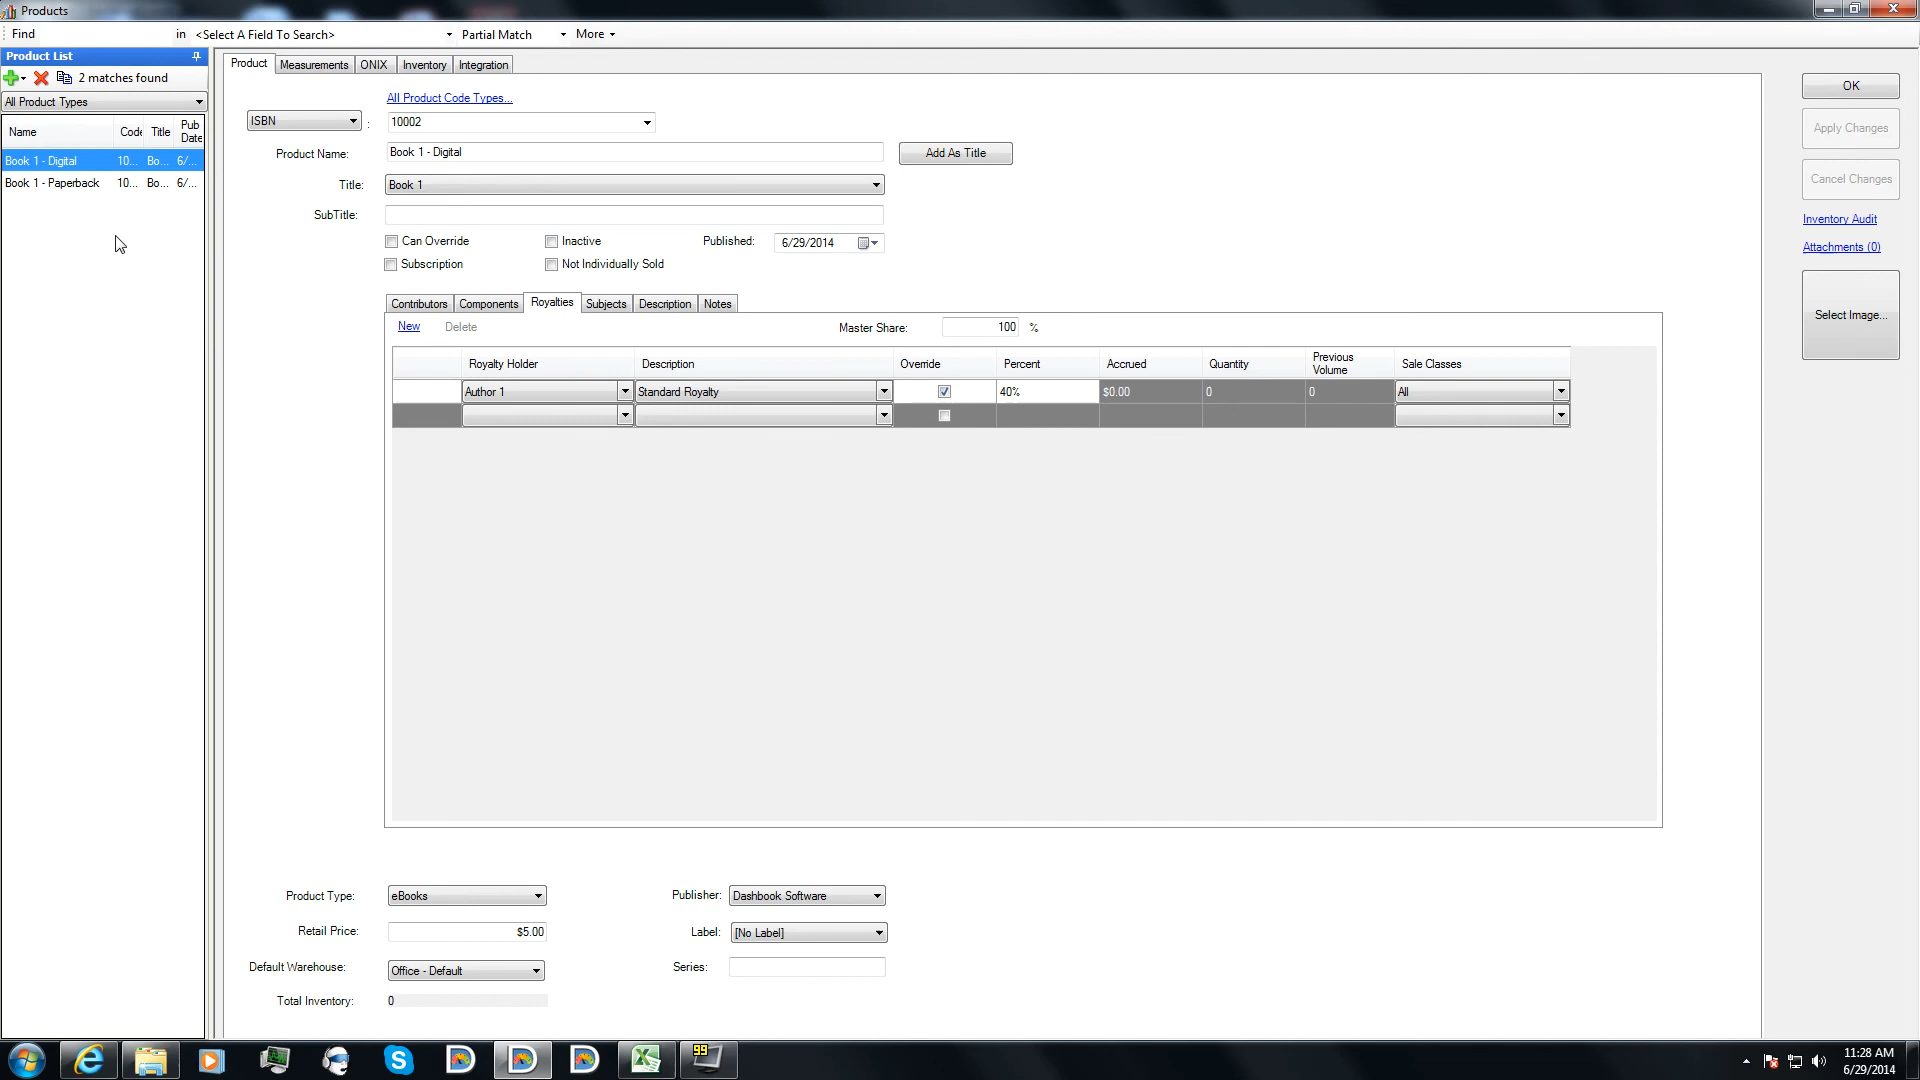 Products
Find in <Select A Field To Search> Partial Match More
Product List
2 matches found
All Product Types
Name Code Title Pub Date
Book 1 - Digital 10... Bo... 6/...
Book 1 - Paperback 10... Bo... 6/...
Product Measurements ONIX Inventory Integration
All Product Code Types...
ISBN : 10002
Product Name: Book 1 - Digital Add As Title
Title: Book 1
SubTitle:
Can Override Inactive Published: 6/29/2014
Subscription Not Individually Sold
Contributors Components Royalties Subjects Description Notes
New Delete Master Share: 100 %
Royalty Holder Description Override Percent Accrued Quantity Previous Volume Sale Classes
Author 1 Standard Royalty 40% $0.00 0 0 All
Product Type: eBooks Publisher: Dashbook Software
Retail Price: $5.00 Label: [No Label]
Default Warehouse: Office - Default Series:
Total Inventory: 0
OK
Apply Changes
Cancel Changes
Inventory Audit
Attachments (0)
Select Image...
99
11:28 AM
6/29/2014